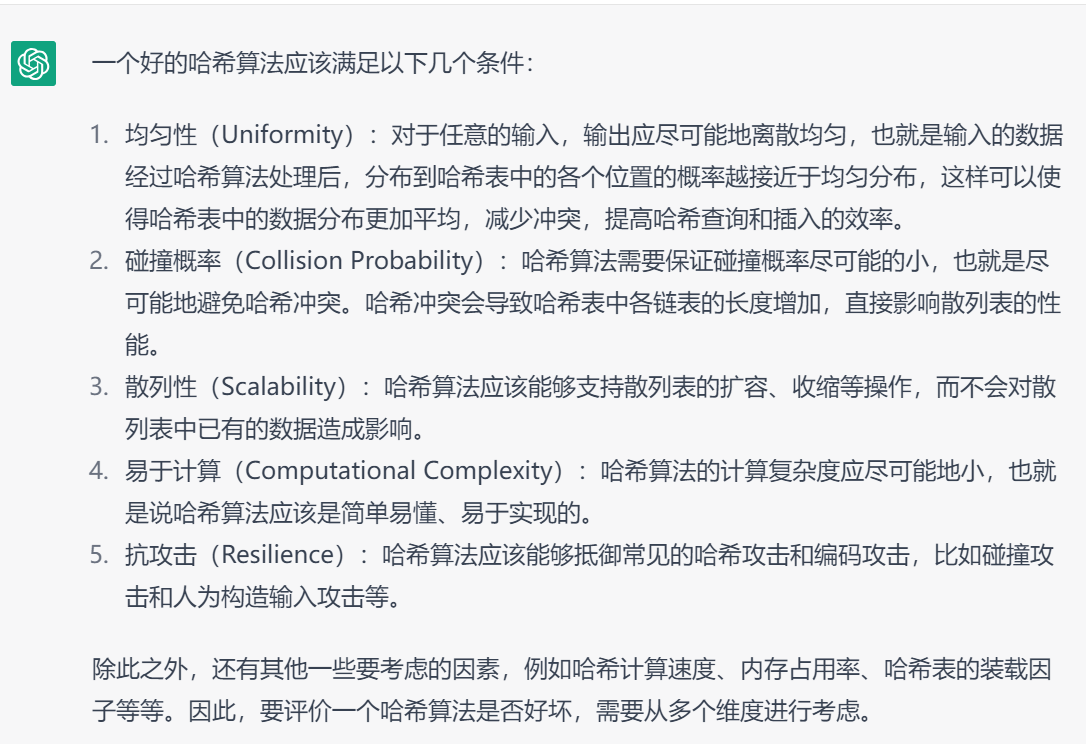 一个好的哈希算法应该满足以下几个条件：
1. 均匀性（Uniformity）：对于任意的输入，输出应尽可能地离散均匀，也就是输入的数据
经过哈希算法处理后，分布到哈希表中的各个位置的概率越接近于均匀分布，这样可以使
得哈希表中的数据分布更加平均，减少冲突，提高哈希查询和插入的效率。
2. 碰撞概率（Collision Probability）：哈希算法需要保证碰撞概率尽可能的小，也就是尽
可能地避免哈希冲突。哈希冲突会导致哈希表中各链表的长度增加，直接影响散列表的性
能。
3. 散列性（Scalability）：哈希算法应该能够支持散列表的扩容、收缩等操作，而不会对散
列表中已有的数据造成影响。
4. 易于计算（Computational Complexity）：哈希算法的计算复杂度应尽可能地小，也就
是说哈希算法应该是简单易懂、易于实现的。
5. 抗攻击（Resilience）：哈希算法应该能够抵御常见的哈希攻击和编码攻击，比如碰撞攻
击和人为构造输入攻击等。
除此之外，还有其他一些要考虑的因素，例如哈希计算速度、内存占用率、哈希表的装载因
子等等。因此，要评价一个哈希算法是否好坏，需要从多个维度进行考虑。